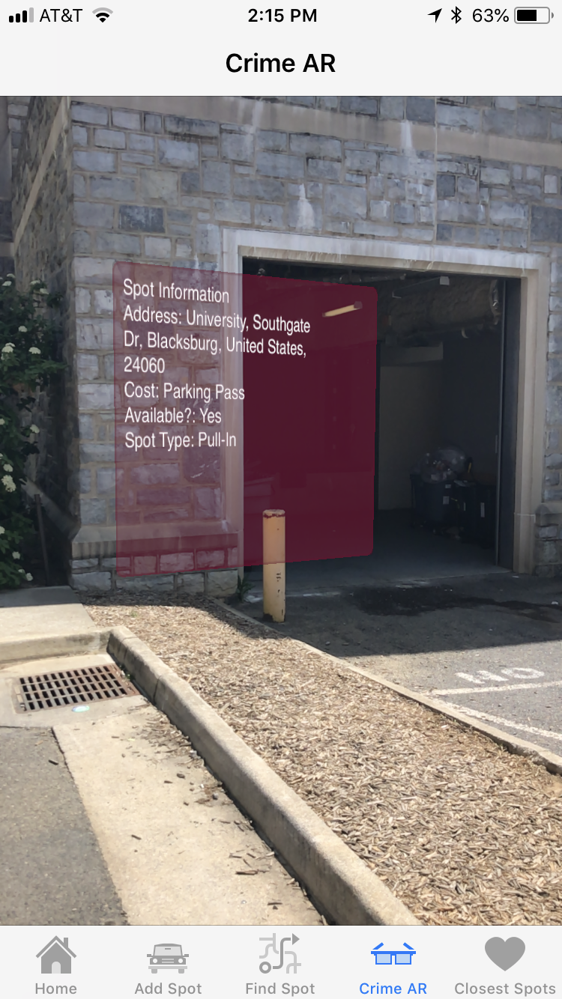 AT&T 2:15 PM 63%
Crime AR
Spot Information
Address: University, Southgate
Dr, Blacksburg, United States,
24060
Cost: Parking Pass
Available?: Yes
Spot Type: Pull-In
NO
Home Add Spot Find Spot Crime AR Closest Spots